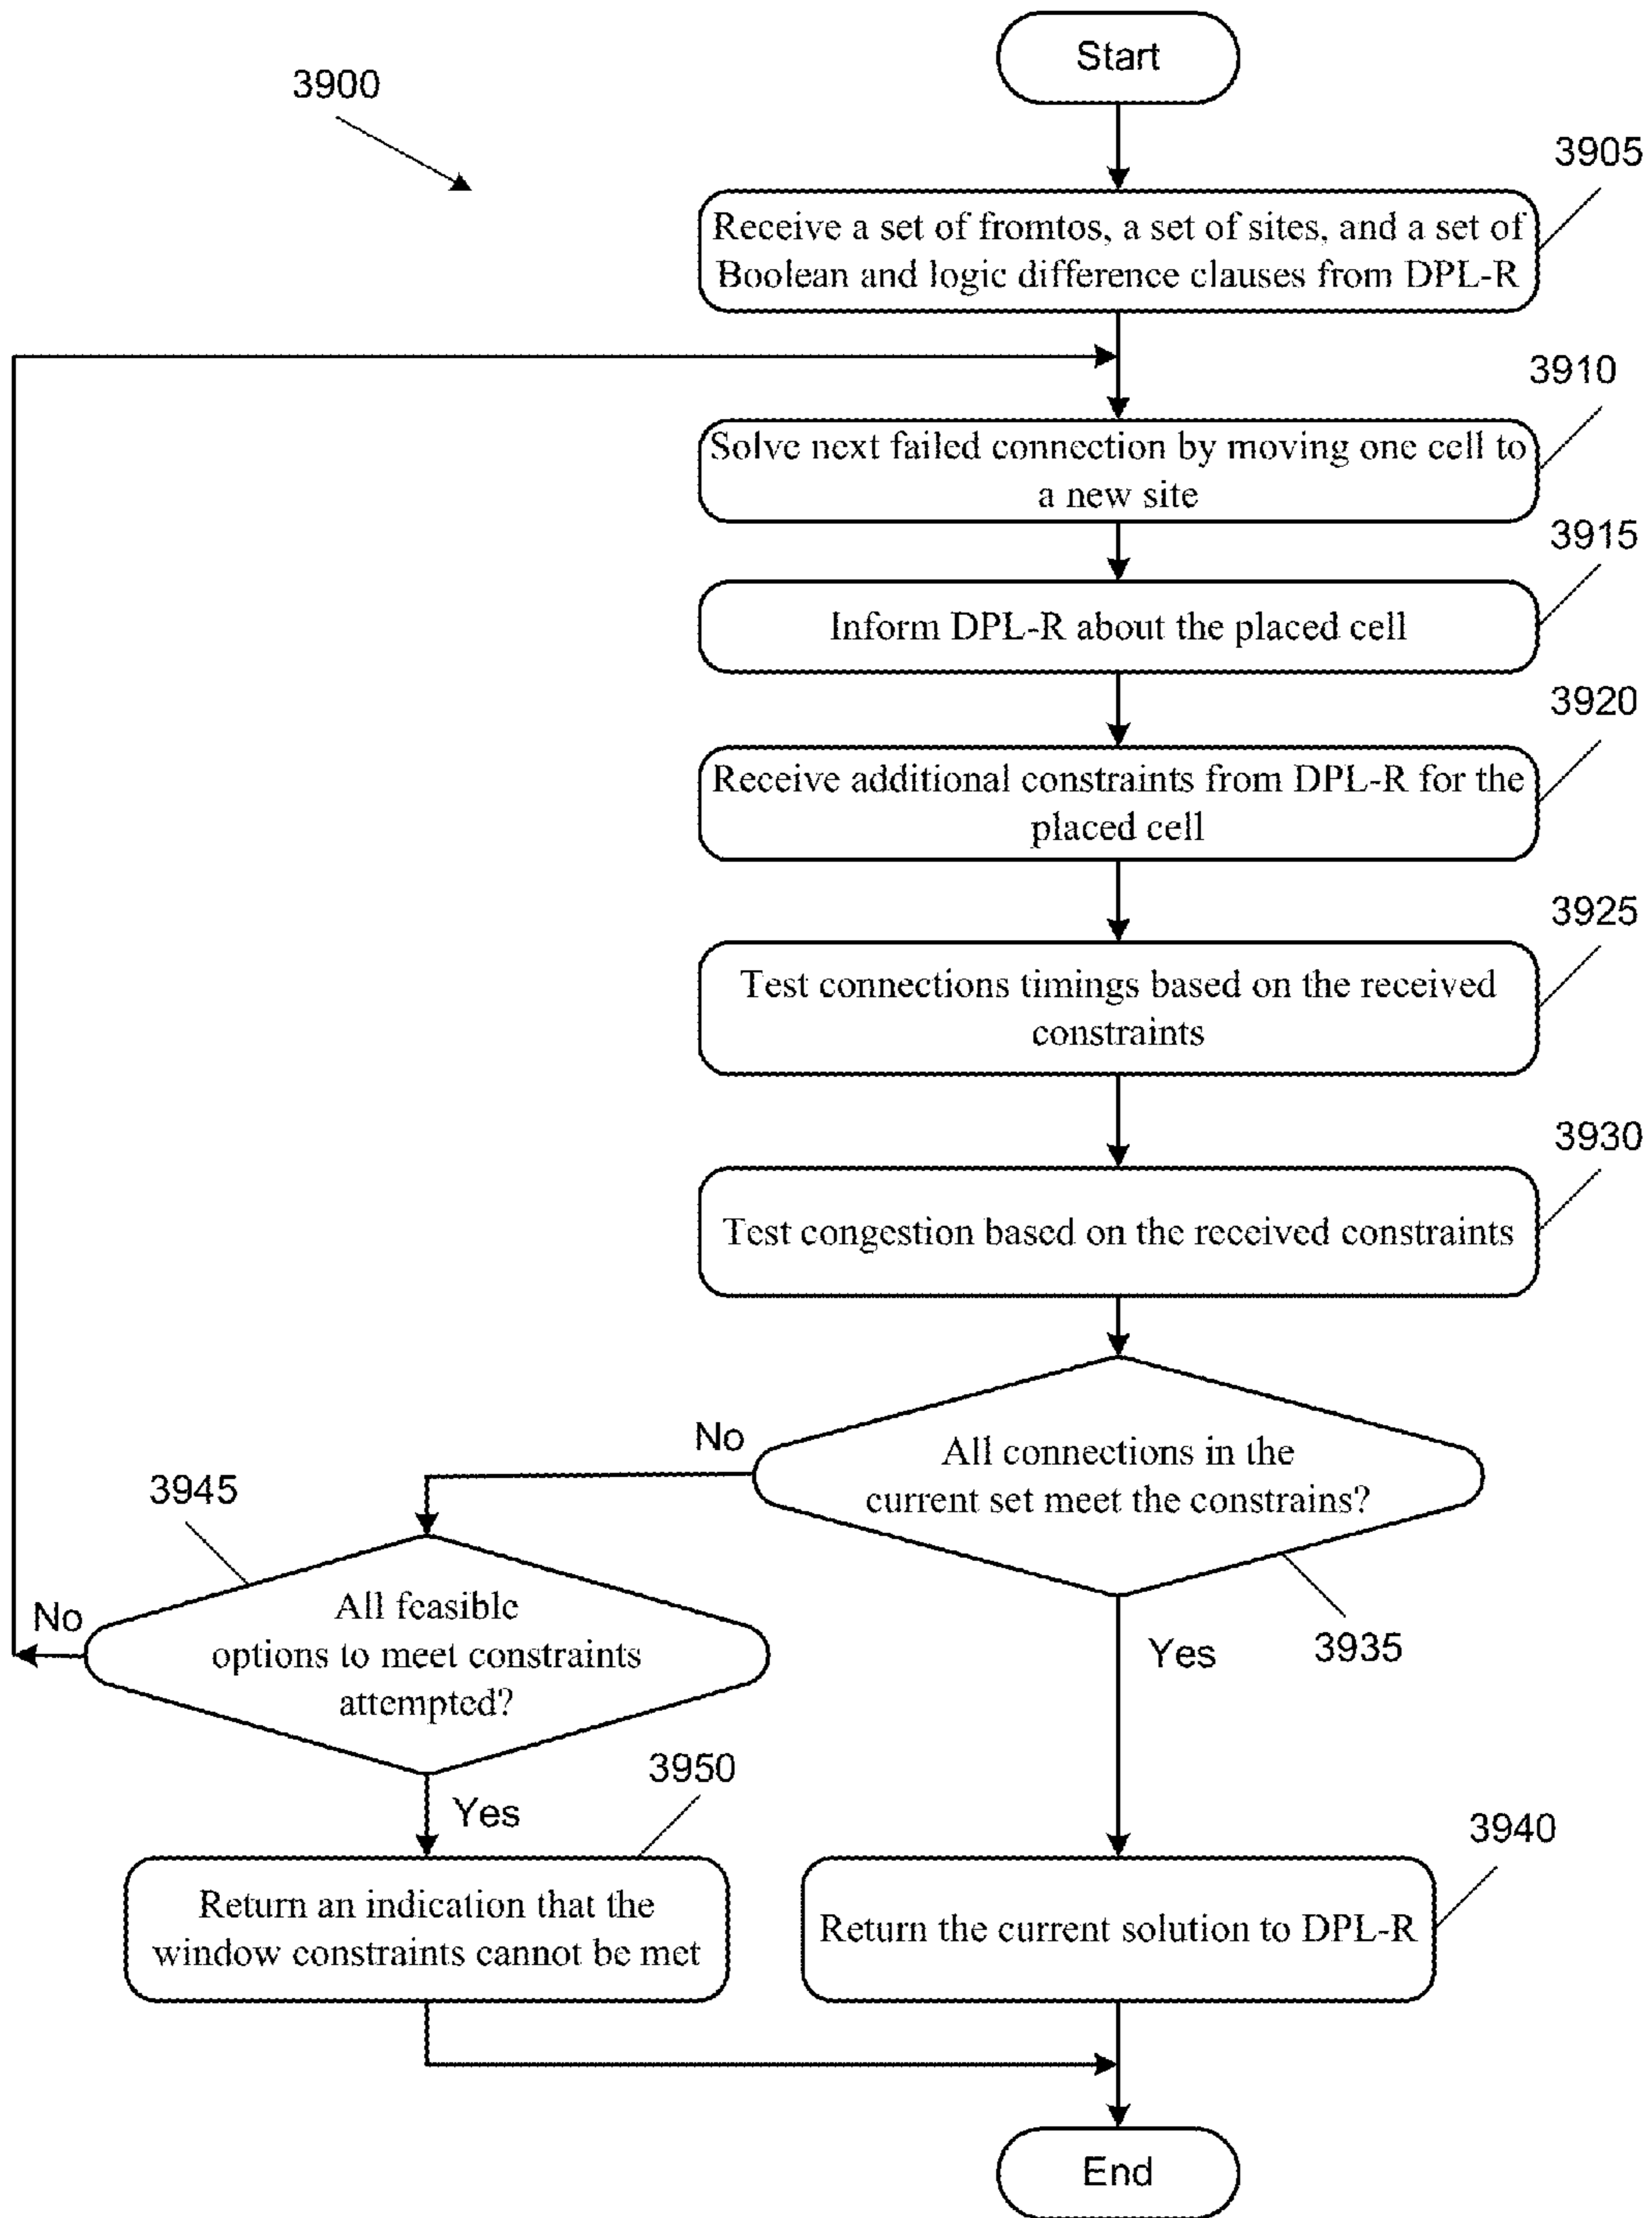 Start
3900
3905
Receive a set of fromtos, a set of sites, and a set of
Boolean and logic difference clauses from DPL-R
3910
Solve next failed connection by moving one cell to
a new site
3915
Inform DPL-R about the placed cell
3920
Receive additional constraints from DPL-R for the
placed cell
3925
Test connections timings based on the received
constraints
3930
Test congestion based on the received constraints
No
All connections in the
current set meet the constrains?
3935
Yes
3945
No
All feasible
options to meet constraints
attempted?
Yes
3950
Return an indication that the
window constraints cannot be met
3940
Return the current solution to DPL-R
End